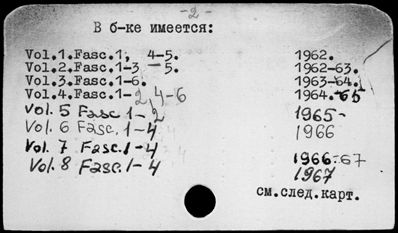 -2-
В б-ке имеется:
Vol.1.Fasc.1, 4-5. 1962.
Vol.2.Fasc.1-3 -5. 1962-63.
Vol.3.Fasc.1-6. 1963-64.
Vol.4.Fasc.1-2,4-6 1964.-65
Vol. 5 Fasc 1-2 1965-
Vol. 6 Fasc. 1-4 1966
Vol. 7 Fasc. 1-4 1966-67
Vol. 8 Fasc. 1-4 1967
см.след.карт.